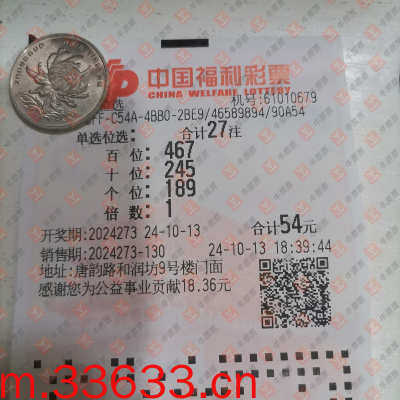 中国福利彩票
CHINA WELFARE LOTTERY
选
机号:61010679
FF-C54A-4BB0-2BE9/46589894/90A54
单选位选: 合计27注
百 位: 467
十 位: 245
个 位: 189
倍 数: 1
开奖期:2024273 24-10-13 合计54元
销售期:2024273-130 24-10-13 18:39:44
地址:唐韵路和润坊9号楼门面
感谢您为公益事业贡献18.36元
m.33633.cn